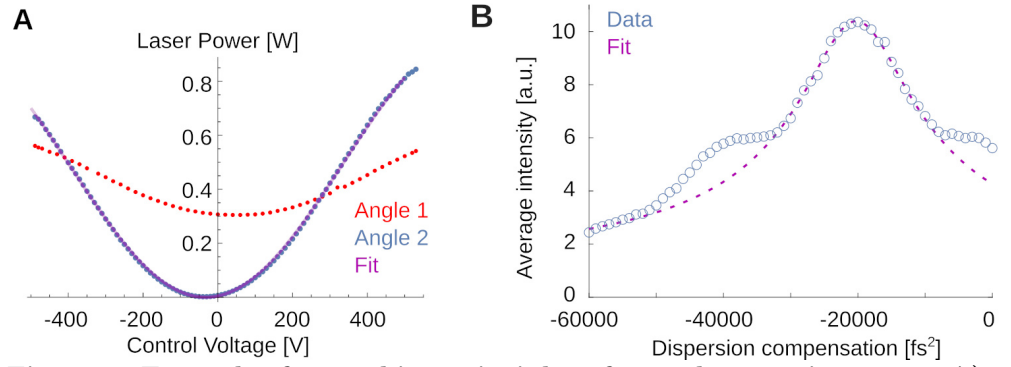 A
Laser Power [W]
0.8
0.6
0.4
0.2
Angle 1
Angle 2
Fit
-400 -200 0 200 400
Control Voltage [V]
B
Data
Fit
Average intensity [a.u.]
10
8
6
4
2
0
-60000 -40000 -20000 0
Dispersion compensation [fs²]